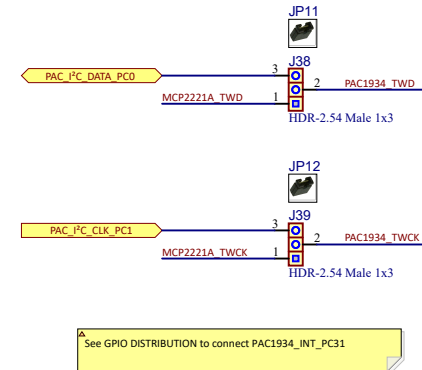 JP11
J38
3
PAC_I²C_DATA_PC0
2 PAC1934_TWD
MCP2221A_TWD 1
HDR-2.54 Male 1x3
JP12
J39
3
PAC_I²C_CLK_PC1
2 PAC1934_TWCK
MCP2221A_TWCK 1
HDR-2.54 Male 1x3
See GPIO DISTRIBUTION to connect PAC1934_INT_PC31